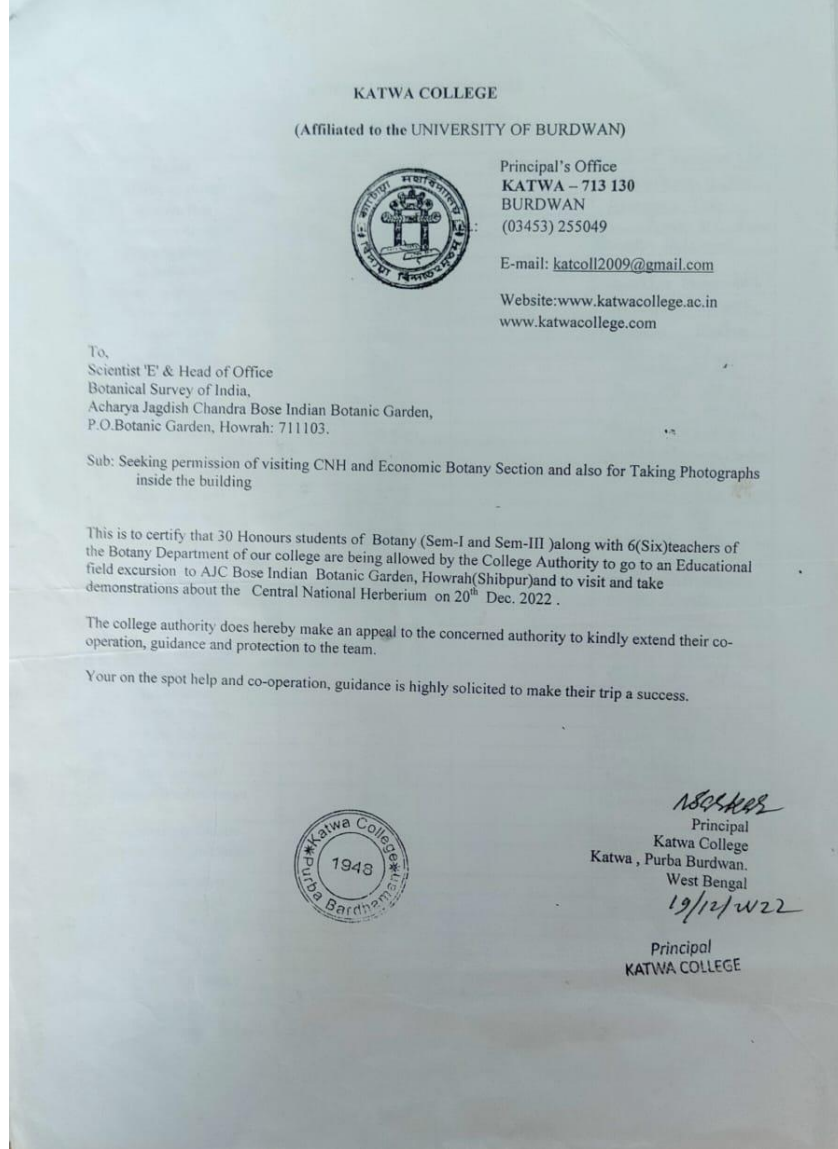 KATWA COLLEGE
(Affiliated to the UNIVERSITY OF BURDWAN)
Principal's Office
KATWA – 713 130
BURDWAN
(03453) 255049
E-mail: katcoll2009@gmail.com
Website:www.katwacollege.ac.in
www.katwacollege.com
To,
Scientist 'E' & Head of Office
Botanical Survey of India,
Acharya Jagdish Chandra Bose Indian Botanic Garden,
P.O.Botanic Garden, Howrah: 711103.
Sub: Seeking permission of visiting CNH and Economic Botany Section and also for Taking Photographs
inside the building
This is to certify that 30 Honours students of Botany (Sem-I and Sem-III )along with 6(Six)teachers of
the Botany Department of our college are being allowed by the College Authority to go to an Educational
field excursion to AJC Bose Indian Botanic Garden, Howrah(Shibpur)and to visit and take
demonstrations about the Central National Herberium on 20th Dec. 2022 .
The college authority does hereby make an appeal to the concerned authority to kindly extend their co-
operation, guidance and protection to the team.
Your on the spot help and co-operation, guidance is highly solicited to make their trip a success.
Katwa College
1948
Purba Bardhaman
Principal
Katwa College
Katwa , Purba Burdwan.
West Bengal
19/12/2022
Principal
KATWA COLLEGE